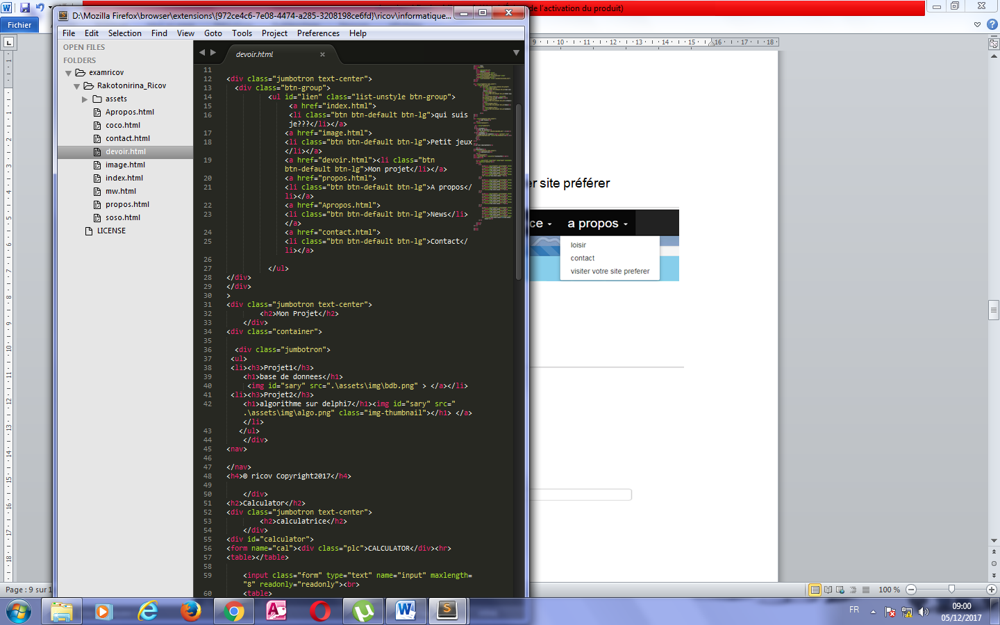 D:\Mozilla Firefox\browser\extensions\{972ce4c6-7e08-4474-a285-3208198ce6fd}\ricov\informatique...
de l'activation du produit)
Fichier
File Edit Selection Find View Goto Tools Project Preferences Help
OPEN FILES
FOLDERS
examricov
Rakotonirina_Ricov
assets
Apropos.html
coco.html
contact.html
devoir.html
image.html
index.html
mw.html
propos.html
soso.html
LICENSE
devoir.html
11
12 <div class="jumbotron text-center">
13 <div class="btn-group">
14 <ul id="lien" class="list-unstyle btn-group">
15 <a href="index.html">
16 <li class="btn btn-default btn-lg">qui suis
je???</li></a>
17 <a href="image.html">
18 <li class="btn btn-default btn-lg">Petit jeux
</li></a>
19 <a href="devoir.html"><li class="btn
btn-default btn-lg">Mon projet</li></a>
20 <a href="propos.html">
21 <li class="btn btn-default btn-lg">A propos</
li></a>
22 <a href="Apropos.html">
23 <li class="btn btn-default btn-lg">News</li>
</a>
24 <a href="contact.html">
25 <li class="btn btn-default btn-lg">Contact</
li></a>
26
27 </ul>
28 </div>
29 </div>
30 >
31 <div class="jumbotron text-center">
32 <h2>Mon Projet</h2>
33 </div>
34 <div class="container">
35
36 <div class="jumbotron">
37 <ul>
38 <li><h3>Projet1</h3>
39 <h1>base de donnees</h1>
40 <img id="sary" src=".\assets\img\bdb.png" > </a></li>
41 <li><h3>Projet2</h3>
42 <h1>algorithme sur delphi7</h1><img id="sary" src="
.\assets\img\algo.png" class="img-thumbnail"></h1> </a>
</li>
43 </ul>
44 </div>
45 <nav>
46
47 </nav>
48 <h4>© ricov Copyright2017</h4>
49
50 </div>
51 <h2>Calculator</h2>
52 <div class="jumbotron text-center">
53 <h2>calculatrice</h2>
54 </div>
55 <div id="calculator">
56 <form name="cal"><div class="plc">CALCULATOR</div><hr>
57 <table></table>
58
59 <input class="form" type="text" name="input" maxlength=
"8" readonly="readonly"><br>
60 <table>
9 10 11 12 13 14 15 16 17 18
er site préférer
ce a propos
loisir
contact
visiter votre site preferer
Page : 9 sur 1
100 %
FR
09:00
05/12/2017